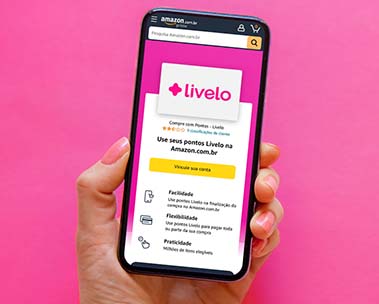 amazon.com.br
prime
Pesquisa Amazon.com.br
livelo
Compra com Pontos - Livelo
9 classificações de clientes
Use seus pontos Livelo na
Amazon.com.br
Vincule sua conta
Facilidade
Use pontos Livelo na finalização da
compra na Amazon.com.br
Flexibilidade
Use pontos Livelo para pagar toda
ou parte da sua compra
Praticidade
Milhões de itens elegíveis